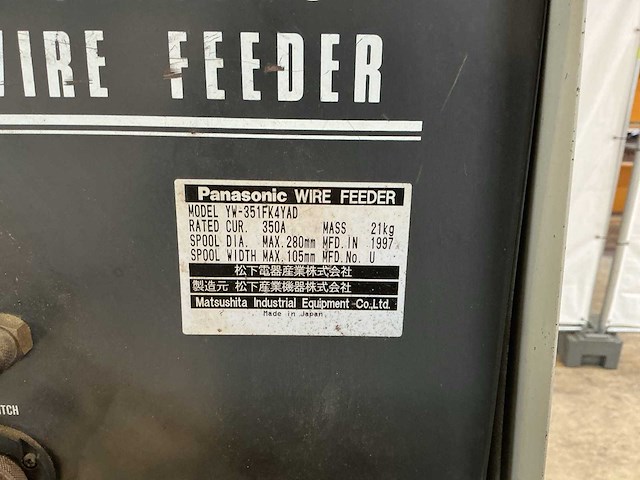 WIRE FEEDER
Panasonic WIRE FEEDER
MODEL YW-351FK4YAD
RATED CUR. 350A MASS 21kg
SPOOL DIA. MAX.280mm MFD.IN 1997
SPOOL WIDTH MAX.105mm MFD.No. U
松下電器産業株式会社
製造元 松下産業機器株式会社
Matsushita Industrial Equipment Co.,Ltd.
Made in Japan